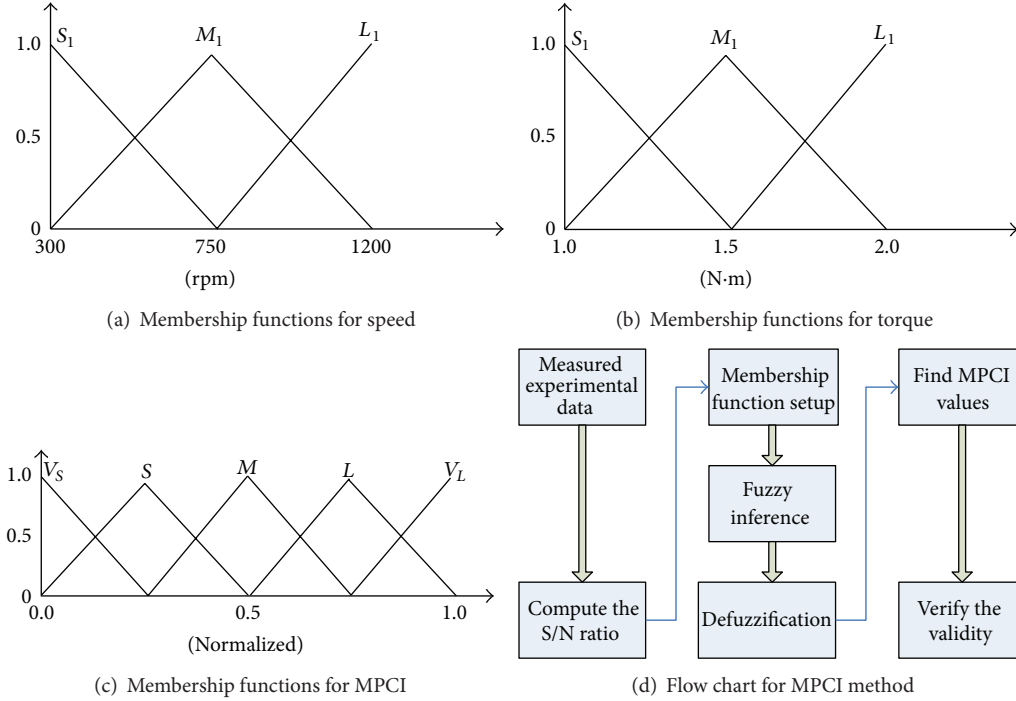 1.0
S1
M1
L1
0.5
0
300
750
1200
(rpm)
(a) Membership functions for speed
1.0
S1
M1
L1
0.5
0
1.0
1.5
2.0
(N·m)
(b) Membership functions for torque
1.0
VS
S
M
L
VL
0.5
0
0.0
0.5
1.0
(Normalized)
(c) Membership functions for MPCI
Measured
experimental
data
Compute the
S/N ratio
Membership
function setup
Fuzzy
inference
Defuzzification
Find MPCI
values
Verify the
validity
(d) Flow chart for MPCI method